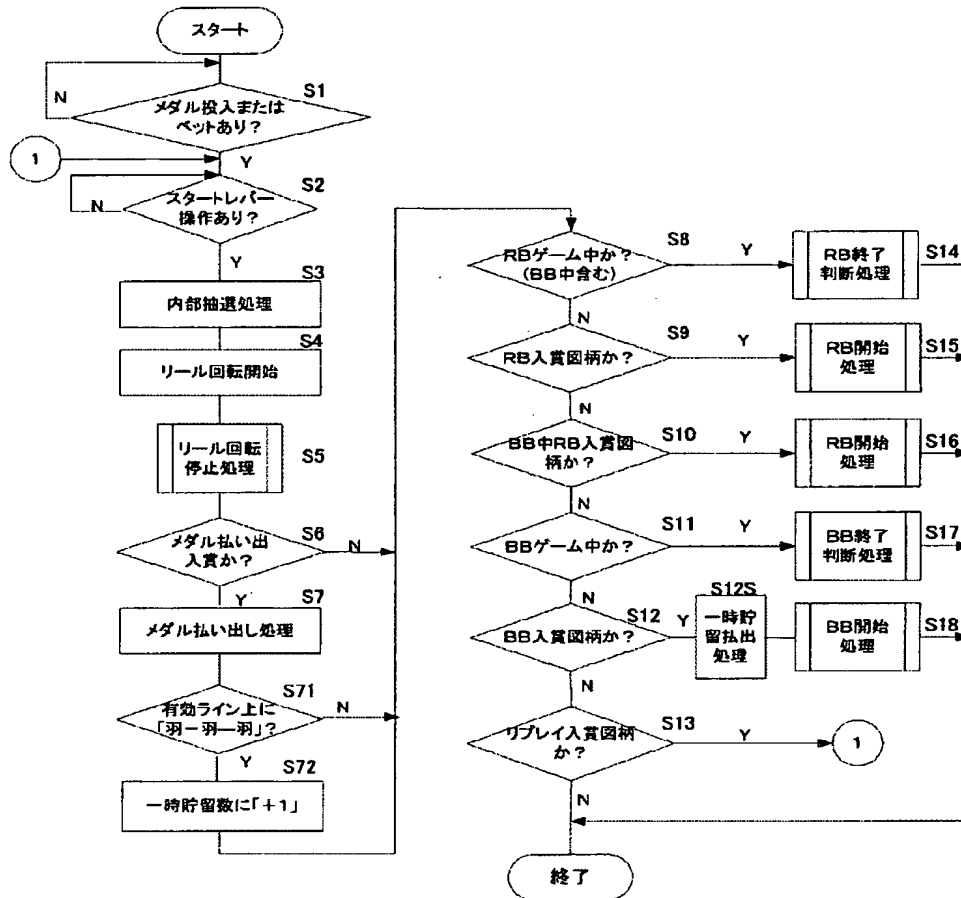 スタート
S1
N
メダル投入または
ベットあり？
1
Y
S2
N
スタートレバー
操作あり？
Y
S3
内部抽選処理
S4
リール回転開始
リール回転
停止処理
S5
S6
メダル払い出し
入賞か？
N
Y
S7
メダル払い出し処理
S71
有効ライン上に
「羽－羽―羽」？
N
Y
S72
一時貯留数に「＋1」
S8
RBゲーム中か？
(BB中含む)
Y
RB終了
判断処理
S14
N
S9
RB入賞図柄か？
Y
RB開始
処理
S15
N
S10
BB中RB入賞図
柄か？
Y
RB開始
処理
S16
N
S11
BBゲーム中か？
Y
BB終了
判断処理
S17
N
S12
BB入賞図柄か？
Y
S12S
一時貯
留払出
処理
BB開始
処理
S18
N
S13
リプレイ入賞図柄
か？
Y
1
N
終了